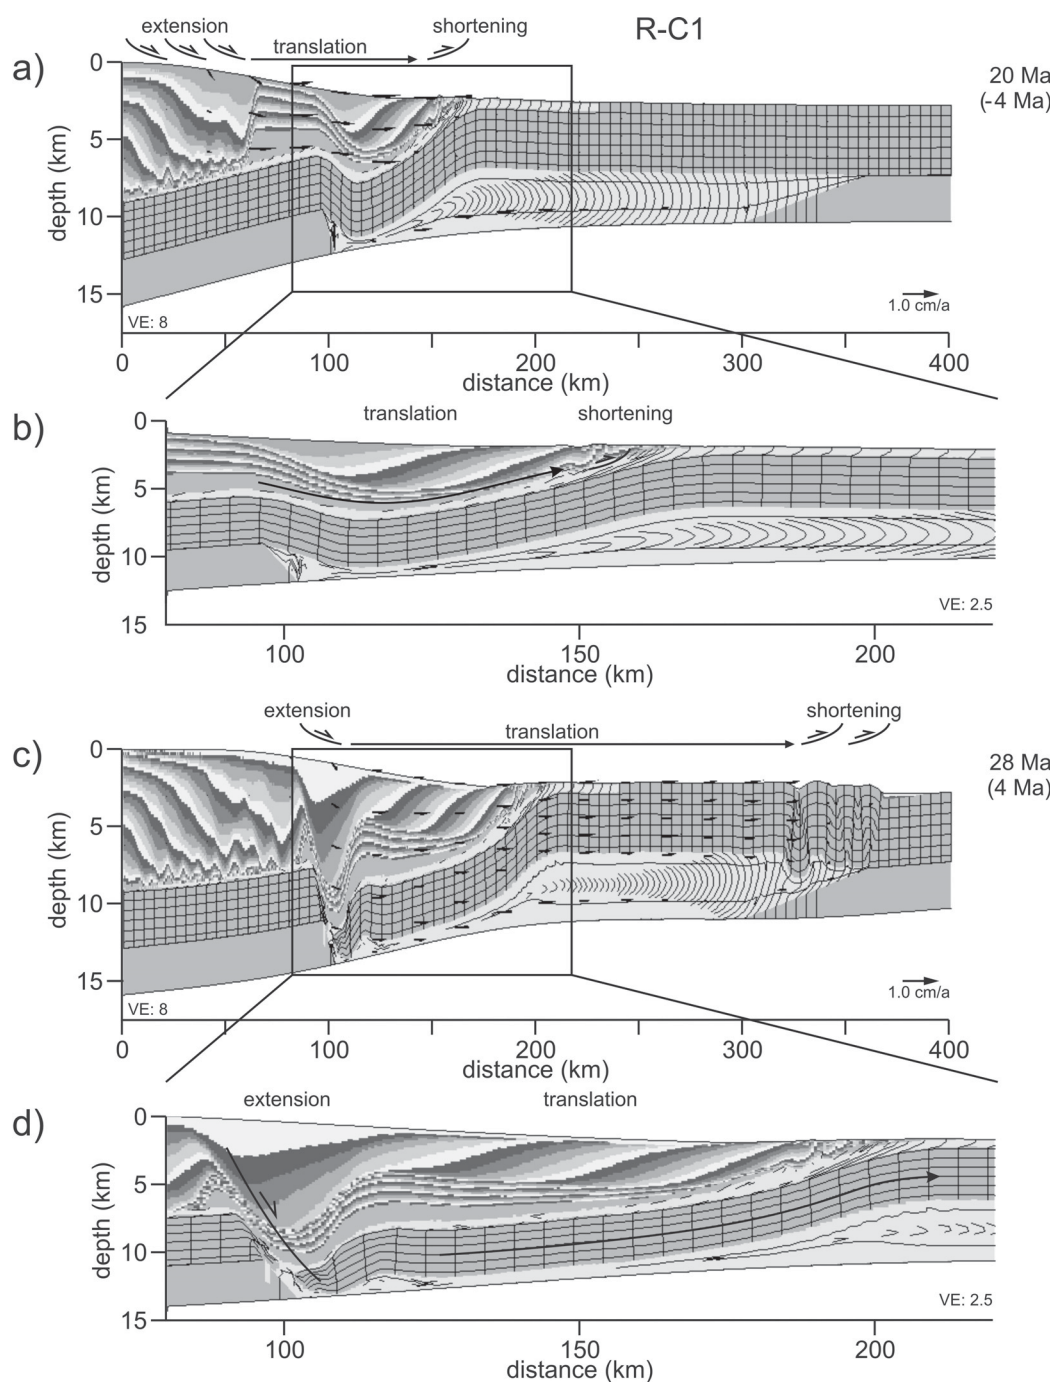 R-C1
extension
translation
shortening
a)
20 Ma
(-4 Ma)
0
5
10
15
depth (km)
VE: 8
1.0 cm/a
0
100
200
300
400
distance (km)
b)
translation
shortening
0
5
10
15
depth (km)
VE: 2.5
100
150
200
distance (km)
extension
translation
shortening
c)
28 Ma
(4 Ma)
0
5
10
15
depth (km)
VE: 8
1.0 cm/a
0
100
200
300
400
distance (km)
d)
extension
translation
0
5
10
15
depth (km)
VE: 2.5
100
150
200
distance (km)